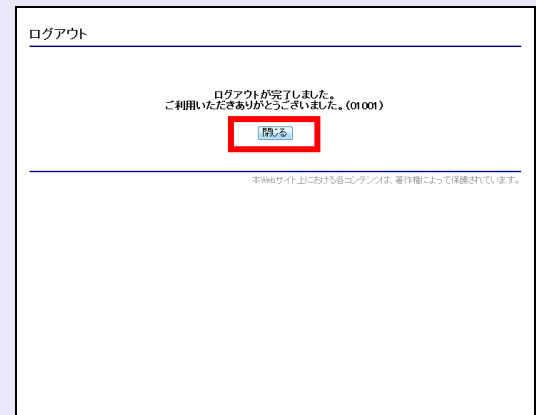 ログアウト
ログアウトが完了しました。
ご利用いただきありがとうございました。(01001)
閉じる
本Webサイト上における各コンテンツは、著作権によって保護されています。